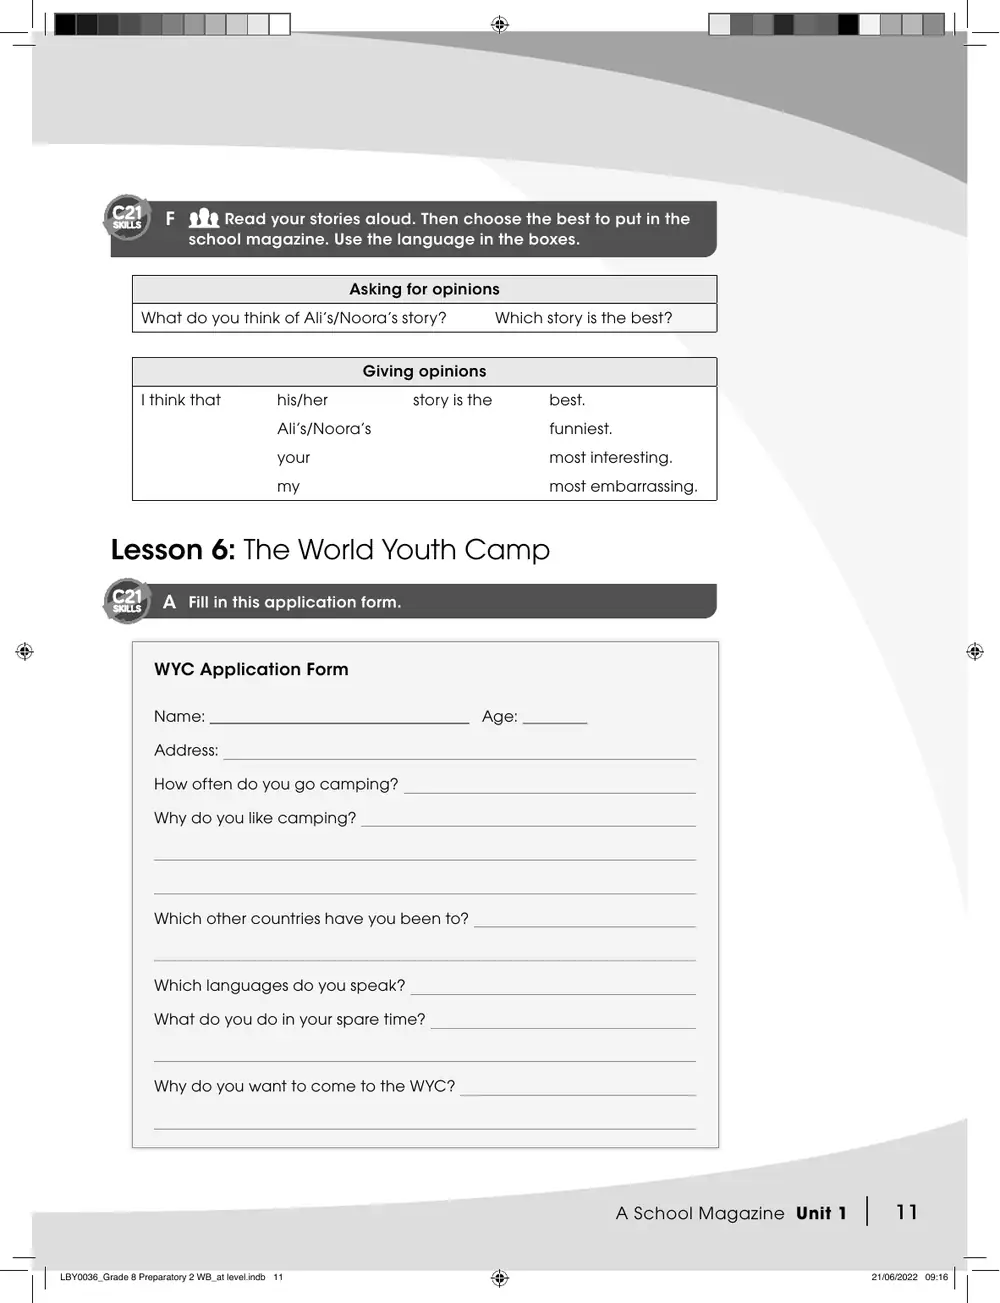 C21
SKILLS
F Read your stories aloud. Then choose the best to put in the
school magazine. Use the language in the boxes.
Asking for opinions
What do you think of Ali’s/Noora’s story? Which story is the best?
Giving opinions
I think that his/her story is the best.
Ali’s/Noora’s funniest.
your most interesting.
my most embarrassing.
Lesson 6: The World Youth Camp
C21
SKILLS
A Fill in this application form.
WYC Application Form
Name: Age:
Address:
How often do you go camping?
Why do you like camping?
Which other countries have you been to?
Which languages do you speak?
What do you do in your spare time?
Why do you want to come to the WYC?
A School Magazine Unit 1 11
LBY0036_Grade 8 Preparatory 2 WB_at level.indb 11 21/06/2022 09:16